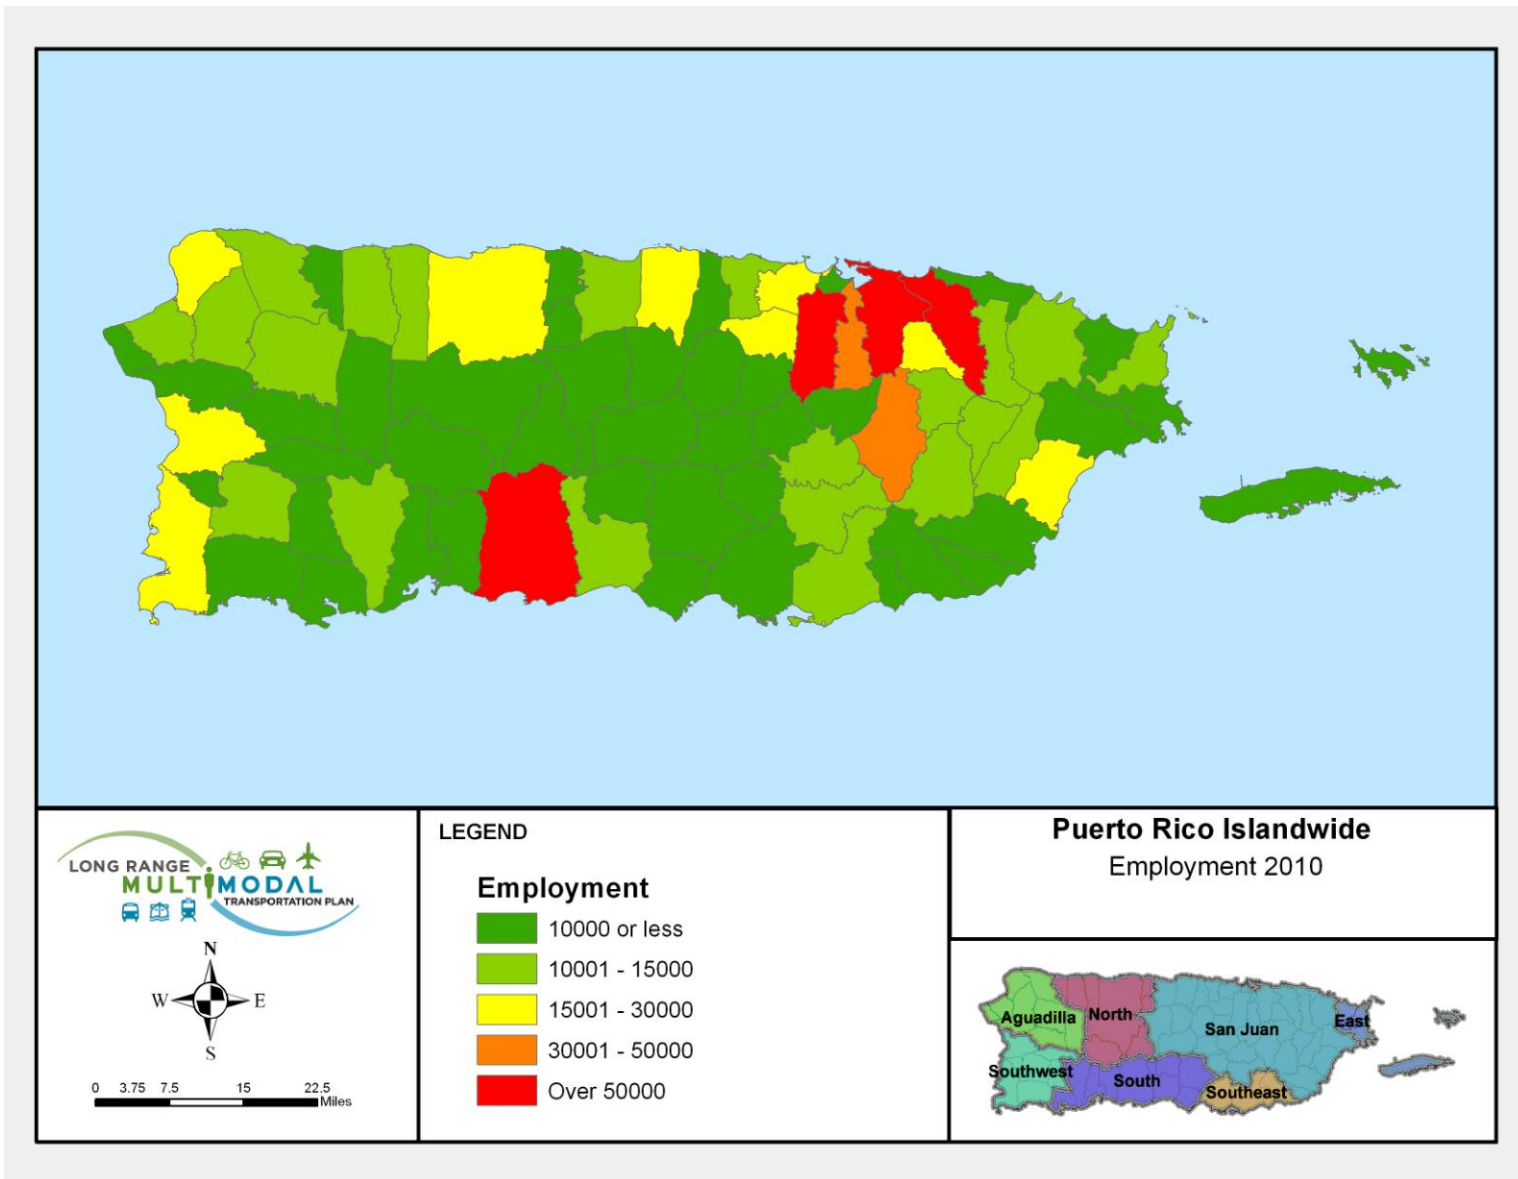 LONG RANGE
MULTIMODAL
TRANSPORTATION PLAN
N
W E
S
0 3.75 7.5 15 22.5
Miles
LEGEND
Employment
10000 or less
10001 - 15000
15001 - 30000
30001 - 50000
Over 50000
Puerto Rico Islandwide
Employment 2010
Aguadilla
North
San Juan
East
Southwest
South
Southeast